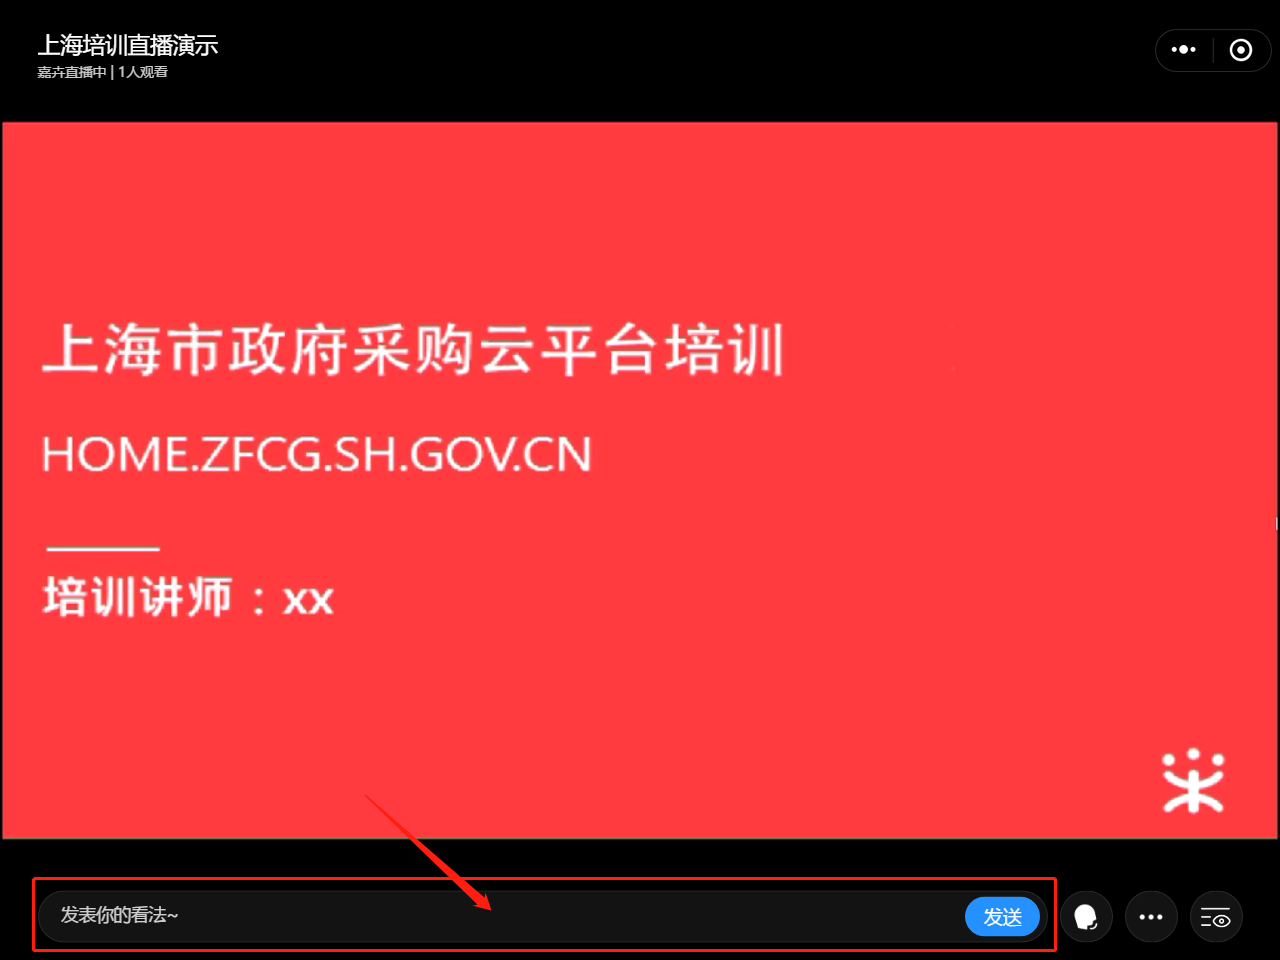 上海培训直播演示
嘉卉直播中 | 1人观看
上海市政府采购云平台培训
HOME.ZFCG.SH.GOV.CN
培训讲师：xx
发表你的看法~
发送